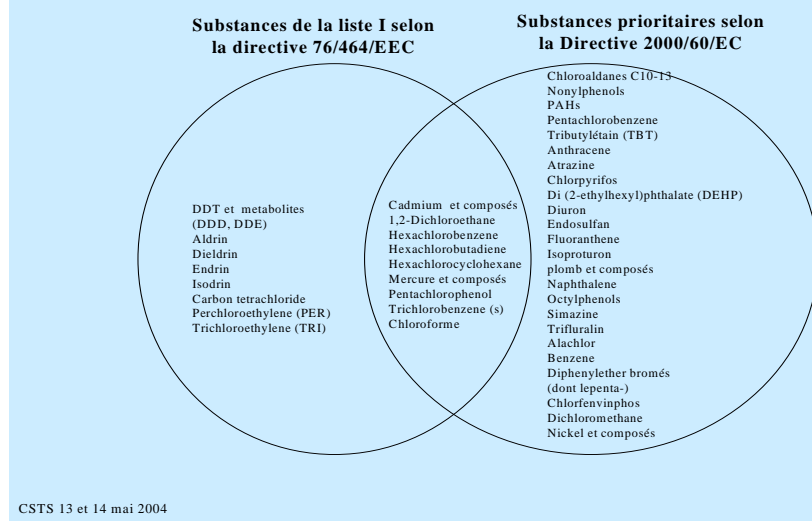 Substances de la liste I selon
la directive 76/464/EEC
Substances prioritaires selon
la Directive 2000/60/EC
DDT et metabolites
(DDD, DDE)
Aldrin
Dieldrin
Endrin
Isodrin
Carbon tetrachloride
Perchloroethylene (PER)
Trichloroethylene (TRI)
Cadmium et composés
1,2-Dichloroethane
Hexachlorobenzene
Hexachlorobutadiene
Hexachlorocyclohexane
Mercure et composés
Pentachlorophenol
Trichlorobenzene (s)
Chloroforme
Chloroaldanes C10-13
Nonylphenols
PAHs
Pentachlorobenzene
Tributylétain (TBT)
Anthracene
Atrazine
Chlorpyrifos
Di (2-ethylhexyl)phthalate (DEHP)
Diuron
Endosulfan
Fluoranthene
Isoproturon
plomb et composés
Naphthalene
Octylphenols
Simazine
Trifluralin
Alachlor
Benzene
Diphenylether bromés
(dont lepenta-)
Chlorfenvinphos
Dichloromethane
Nickel et composés
CSTS 13 et 14 mai 2004